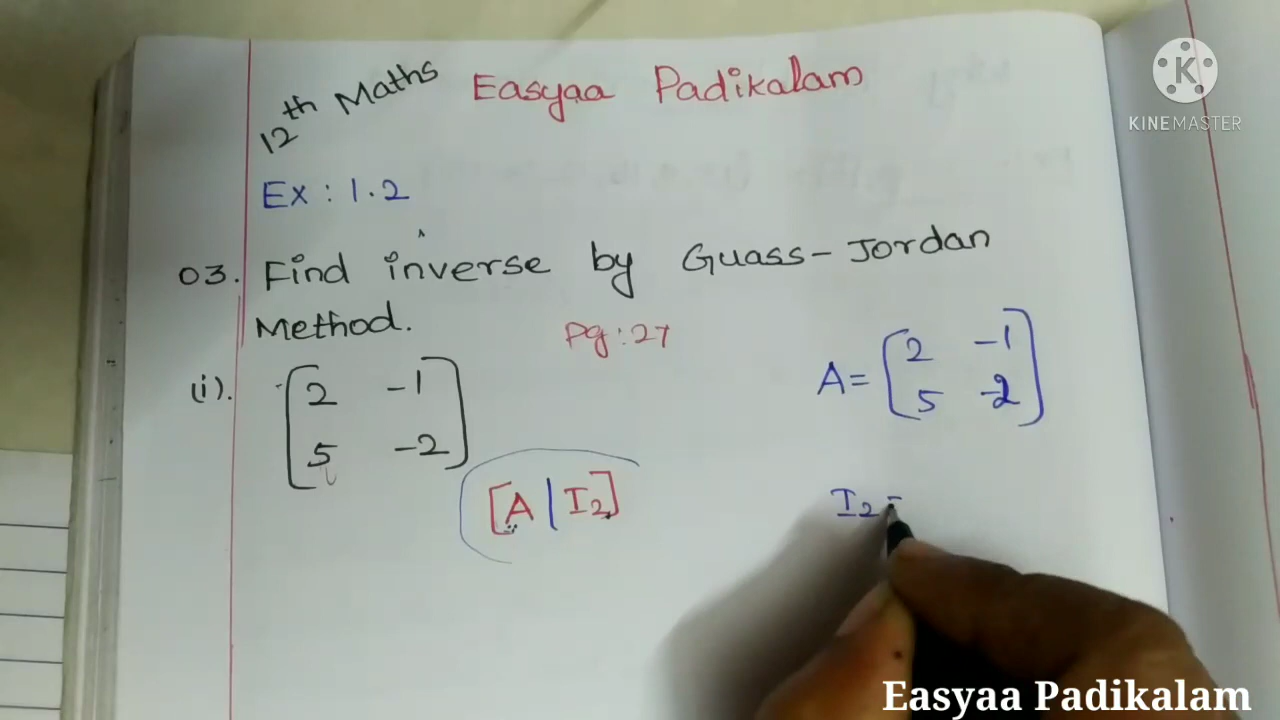 12th Maths Easyaa Padikalam
K
KINEMASTER
Ex : 1.2
03. Find inverse by Guass-Jordan
Method. Pg:27
(i). [2 -1
5 -2]
A= [2 -1
5 -2]
[A | I2]
I2=
Easyaa Padikalam